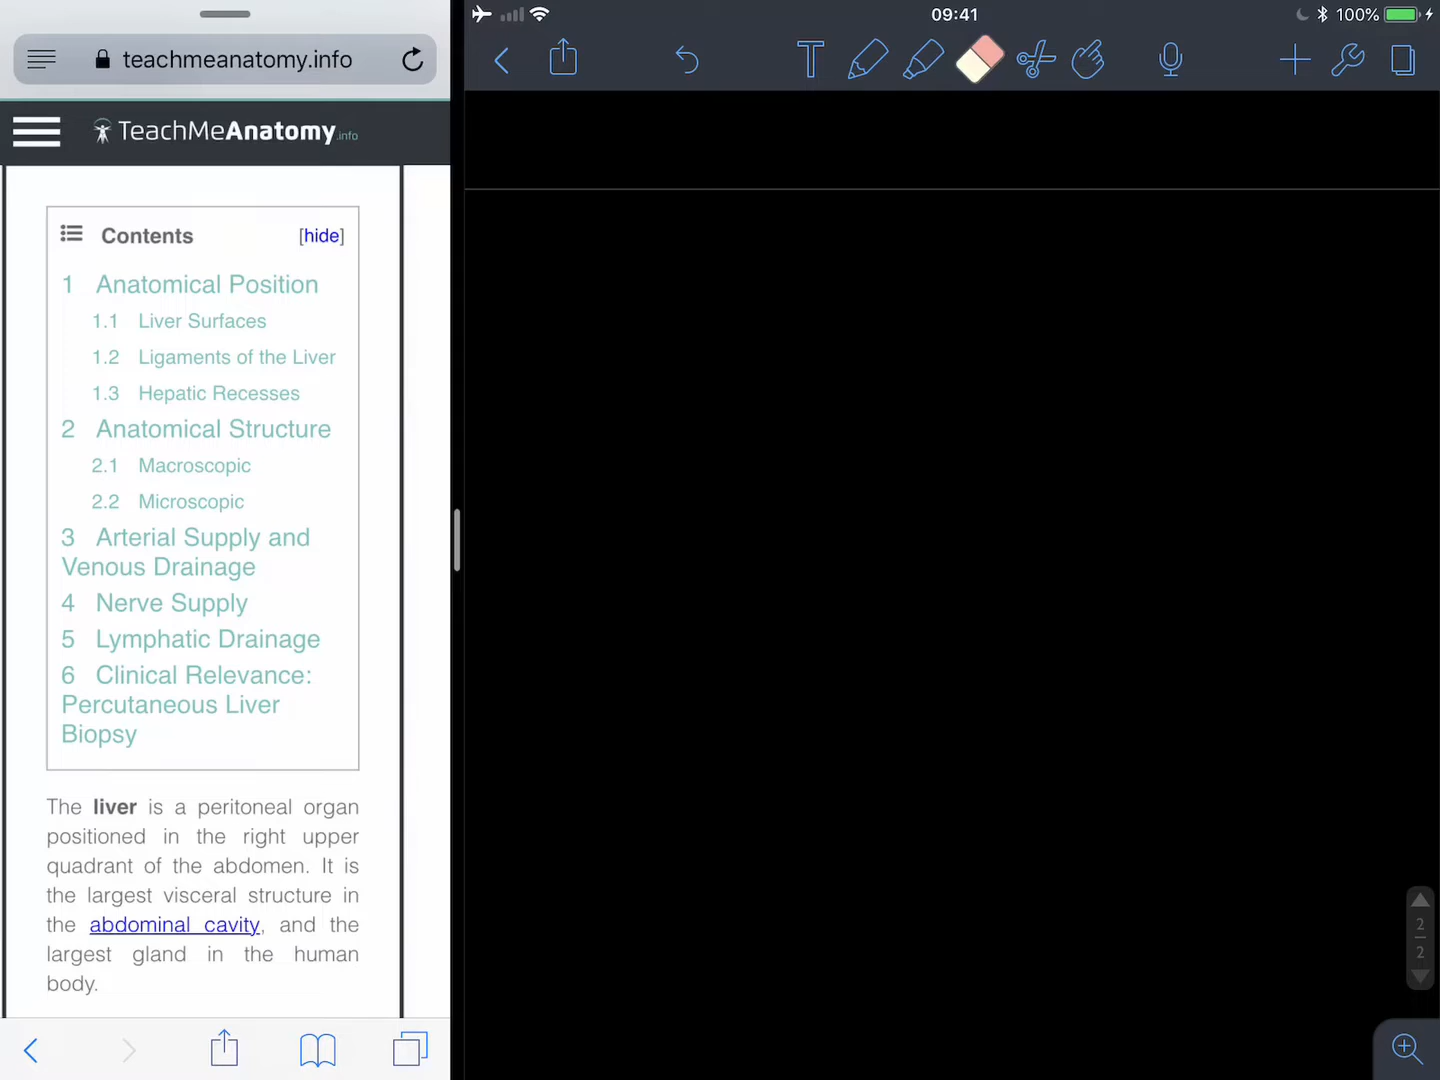 09:41
100%
teachmeanatomy.info
TeachMeAnatomy.info
Contents [hide]
1 Anatomical Position
1.1 Liver Surfaces
1.2 Ligaments of the Liver
1.3 Hepatic Recesses
2 Anatomical Structure
2.1 Macroscopic
2.2 Microscopic
3 Arterial Supply and
Venous Drainage
4 Nerve Supply
5 Lymphatic Drainage
6 Clinical Relevance:
Percutaneous Liver
Biopsy
The liver is a peritoneal organ
positioned in the right upper
quadrant of the abdomen. It is
the largest visceral structure in
the abdominal cavity, and the
largest gland in the human
body.
T
2
2